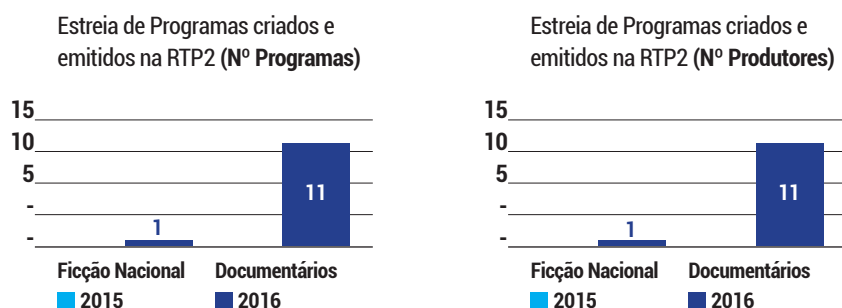 Estreia de Programas criados e
emitidos na RTP2 (Nº Programas)
15
10
5
-
-
1
11
Ficção Nacional
Documentários
2015
2016
Estreia de Programas criados e
emitidos na RTP2 (Nº Produtores)
15
10
5
-
-
1
11
Ficção Nacional
Documentários
2015
2016